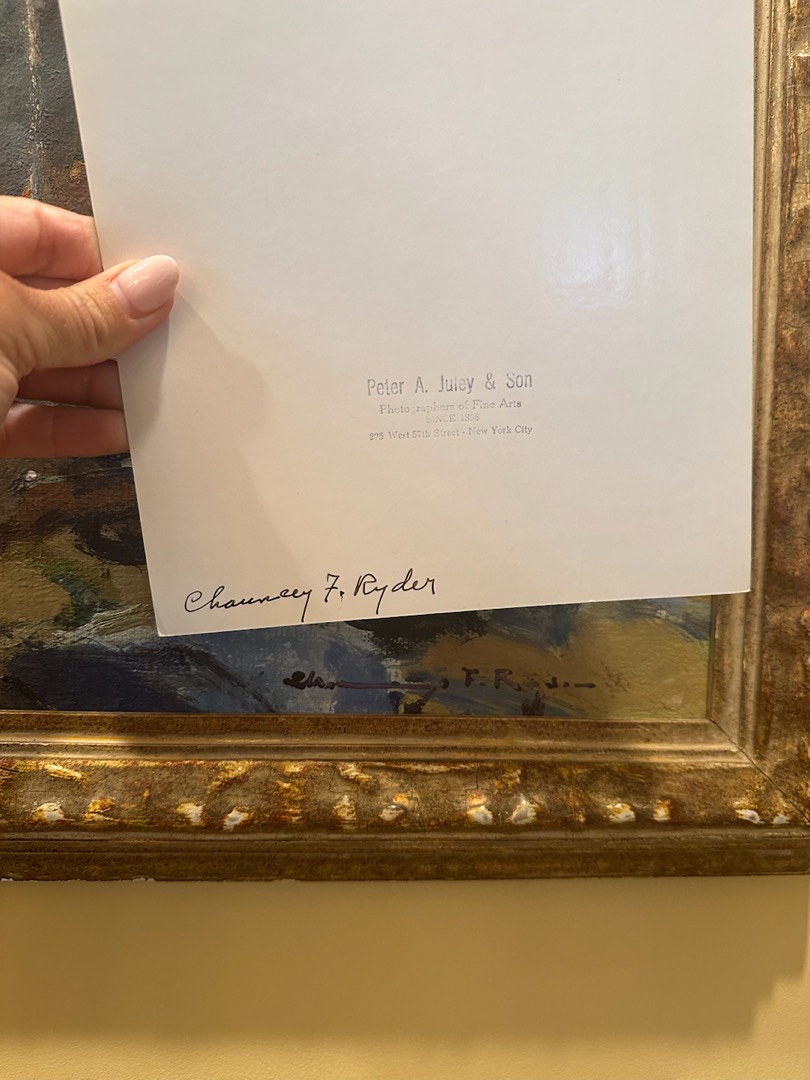 Peter A. Juley & Son
Photographers of Fine Arts
SINCE 1896
225 West 57th Street - New York City
Chauncey F. Ryder
F. R